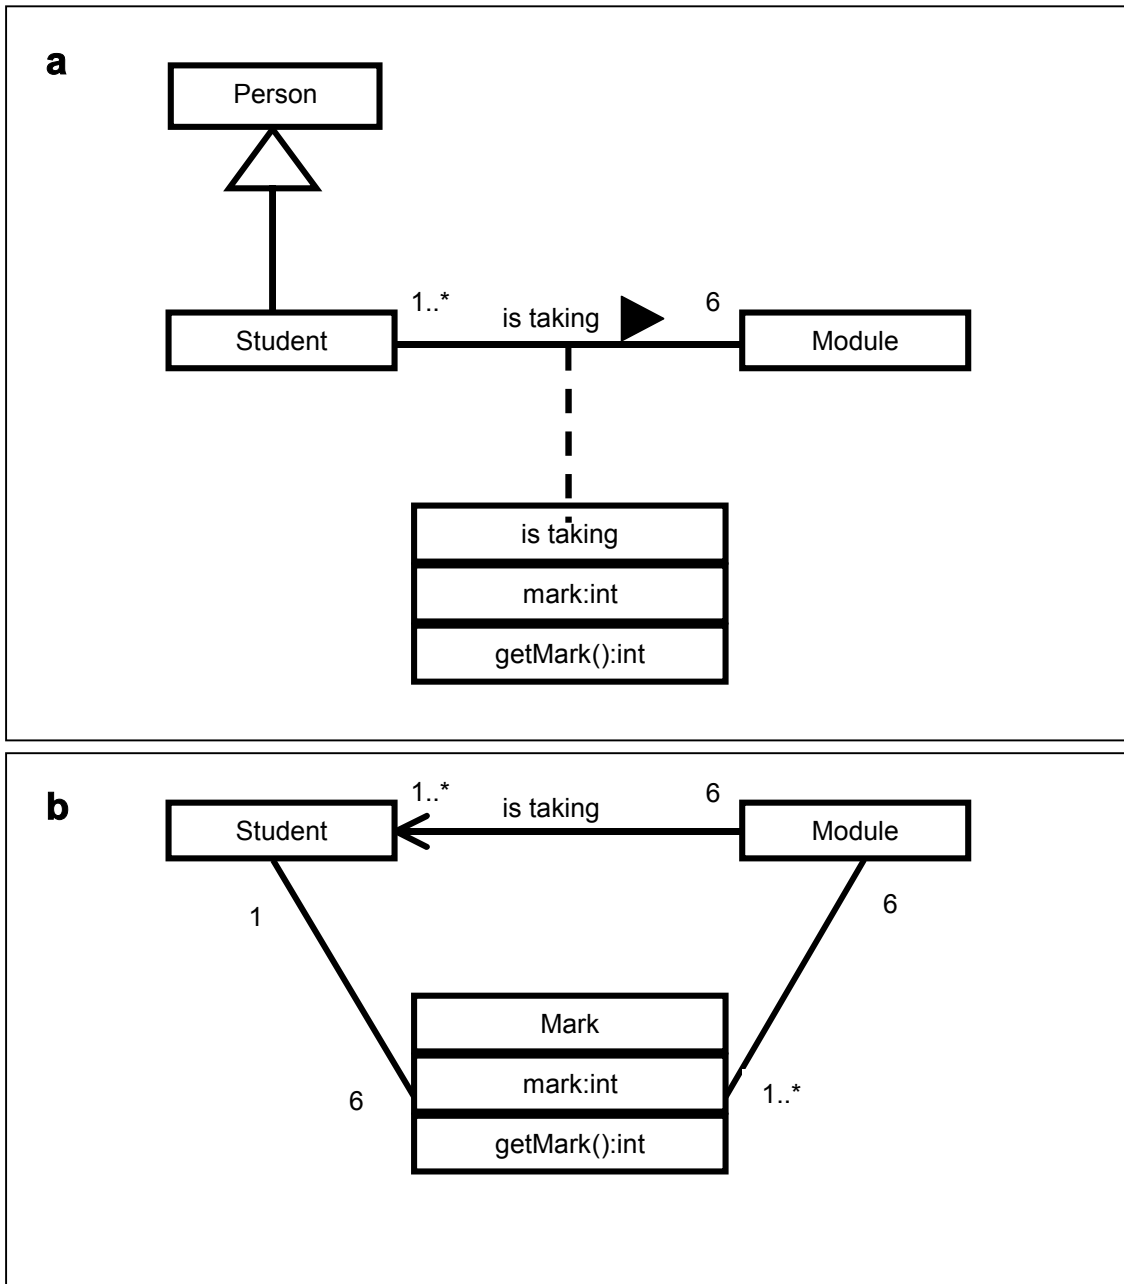 a
Person
1..*
is taking
6
Student
Module
is taking
mark:int
getMark():int
b
1..*
is taking
6
Student
Module
1
6
Mark
mark:int
6
1..*
getMark():int